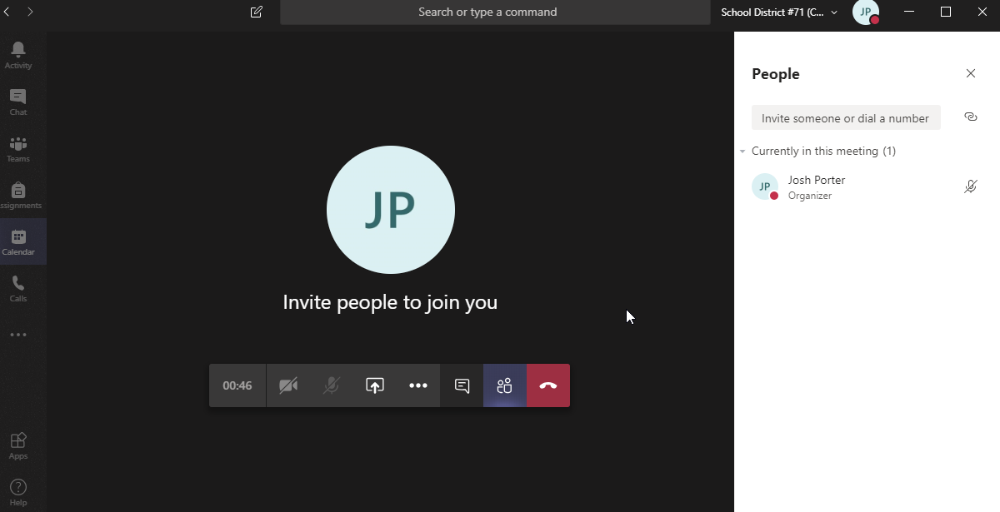 Search or type a command
School District #71 (C...
JP
Activity
Chat
Teams
ssignments
Calendar
Calls
Apps
Help
JP
Invite people to join you
00:46
People
Invite someone or dial a number
Currently in this meeting (1)
JP
Josh Porter
Organizer